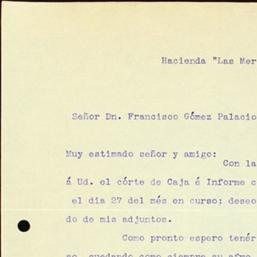 Hacienda "Las Mer
Señor Dn. Francisco Gómez Palacio
Muy estimado señor y amigo:
Con la
á Ud. el córte de Caja é Informe c
el dia 27 del més en curso; deseo
do de mis adjuntos.
Como pronto espero tenér
se, quedando como siempre su afmo